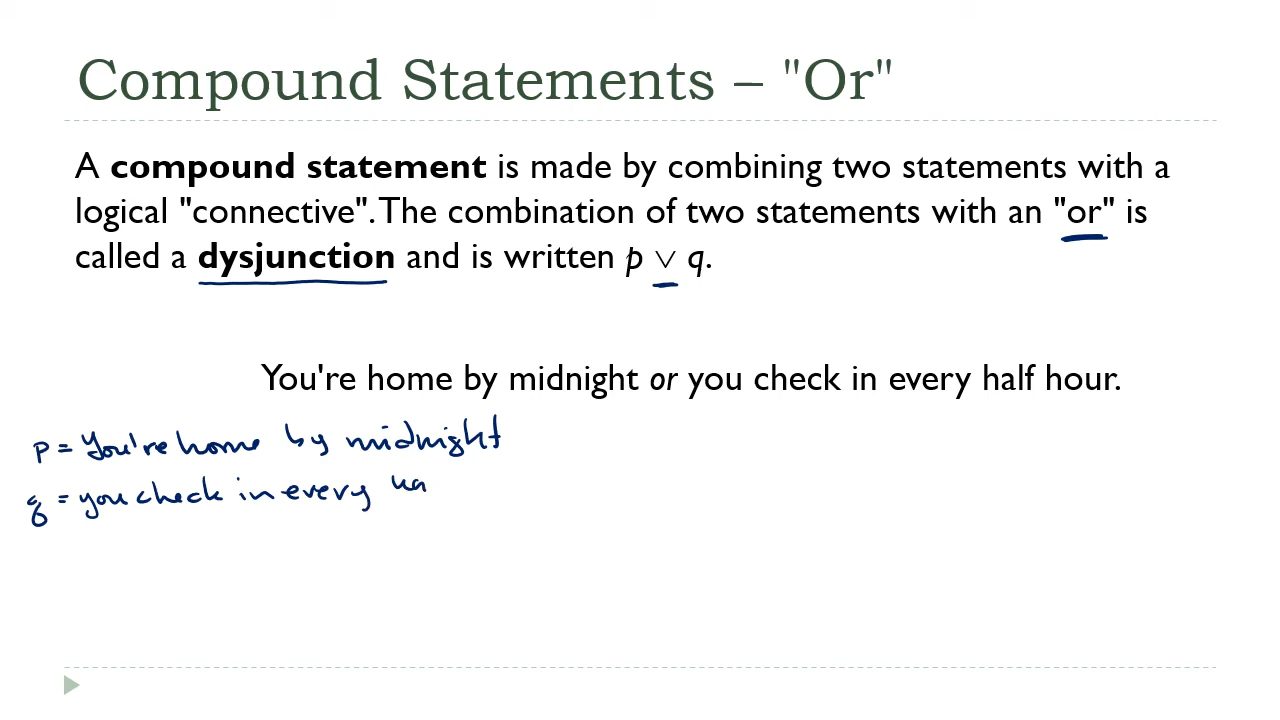 Compound Statements – "Or"
A compound statement is made by combining two statements with a
logical "connective". The combination of two statements with an "or" is
called a dysjunction and is written p ∨ q.
You're home by midnight or you check in every half hour.
p = You're home by midnight
q = you check in every ha